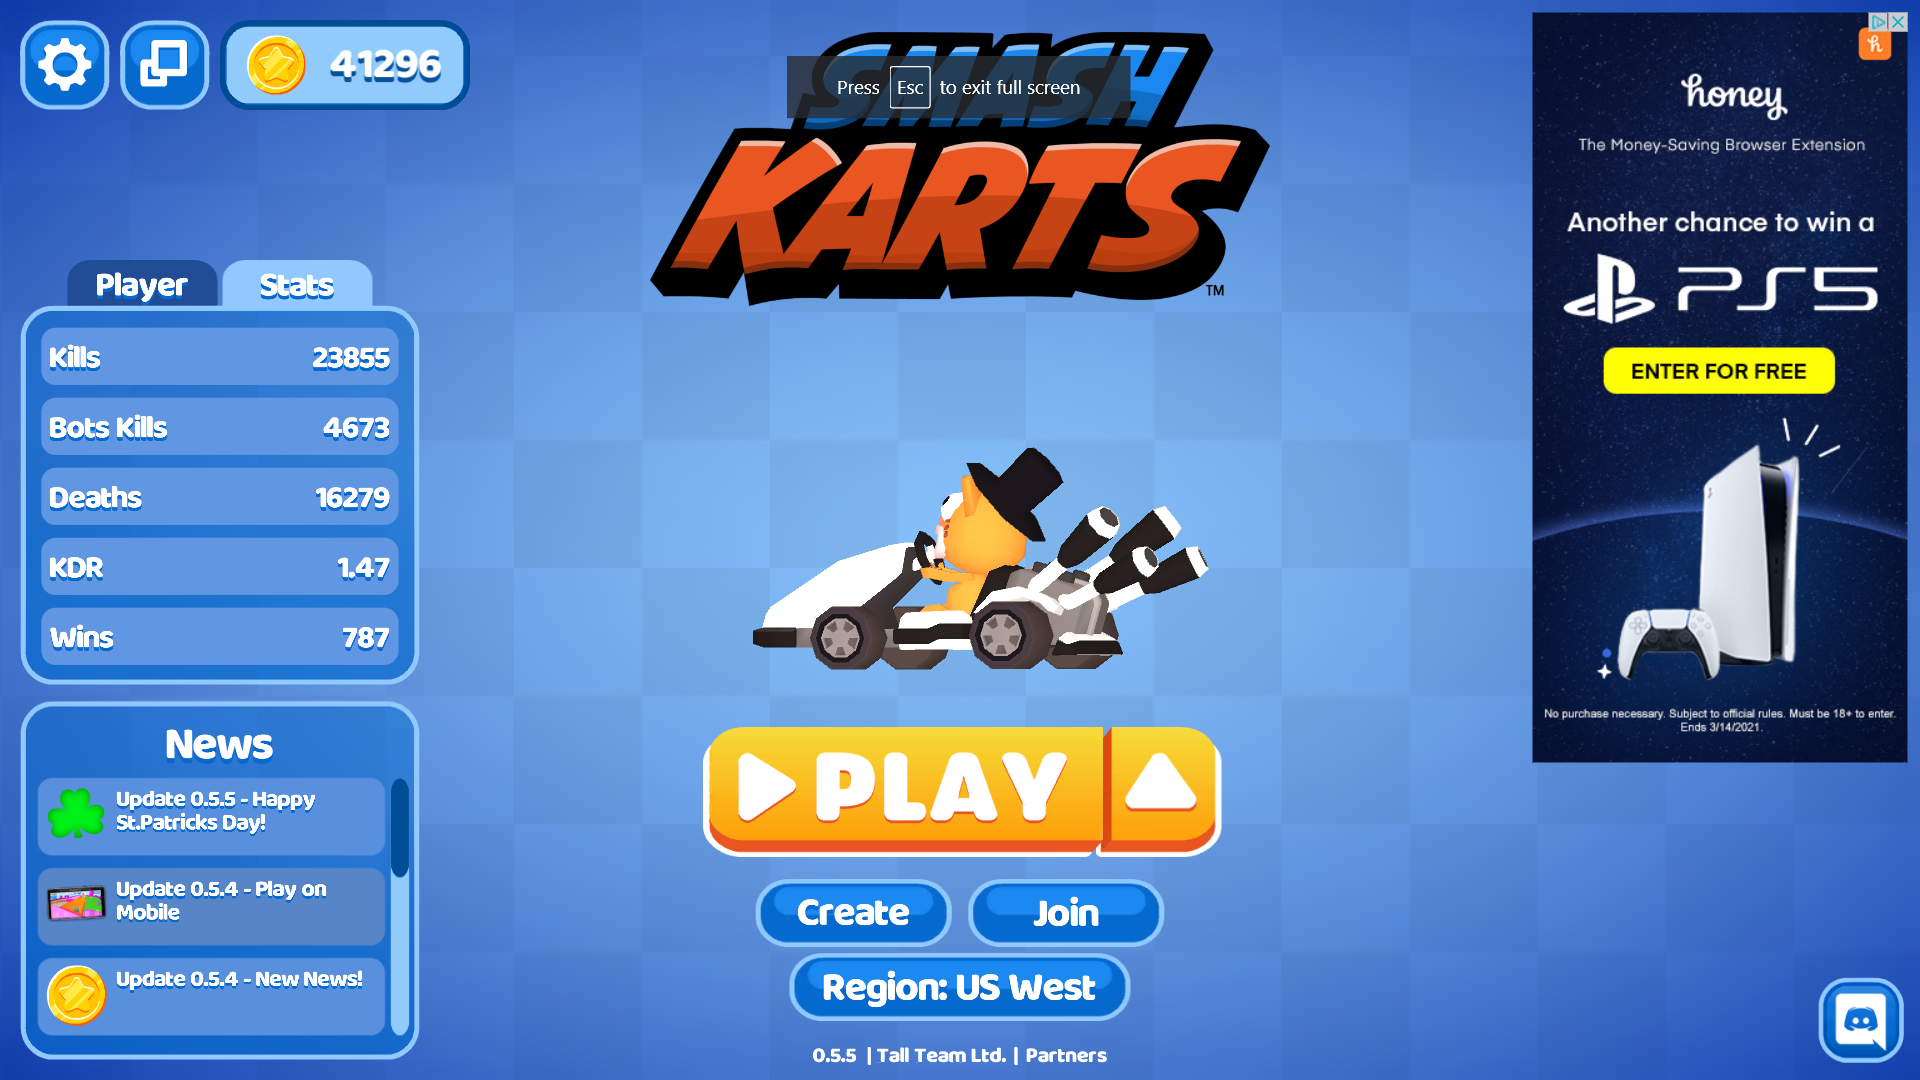 41296
SMASH
KARTS
TM
Press Esc to exit full screen
Player
Stats
Kills 23855
Bots Kills 4673
Deaths 16279
KDR 1.47
Wins 787
News
Update 0.5.5 - Happy
St.Patricks Day!
Update 0.5.4 - Play on
Mobile
Update 0.5.4 - New News!
PLAY
Create
Join
Region: US West
0.5.5 | Tall Team Ltd. | Partners
h
honey
The Money-Saving Browser Extension
Another chance to win a
PS5
ENTER FOR FREE
No purchase necessary. Subject to official rules. Must be 18+ to enter.
Ends 3/14/2021.